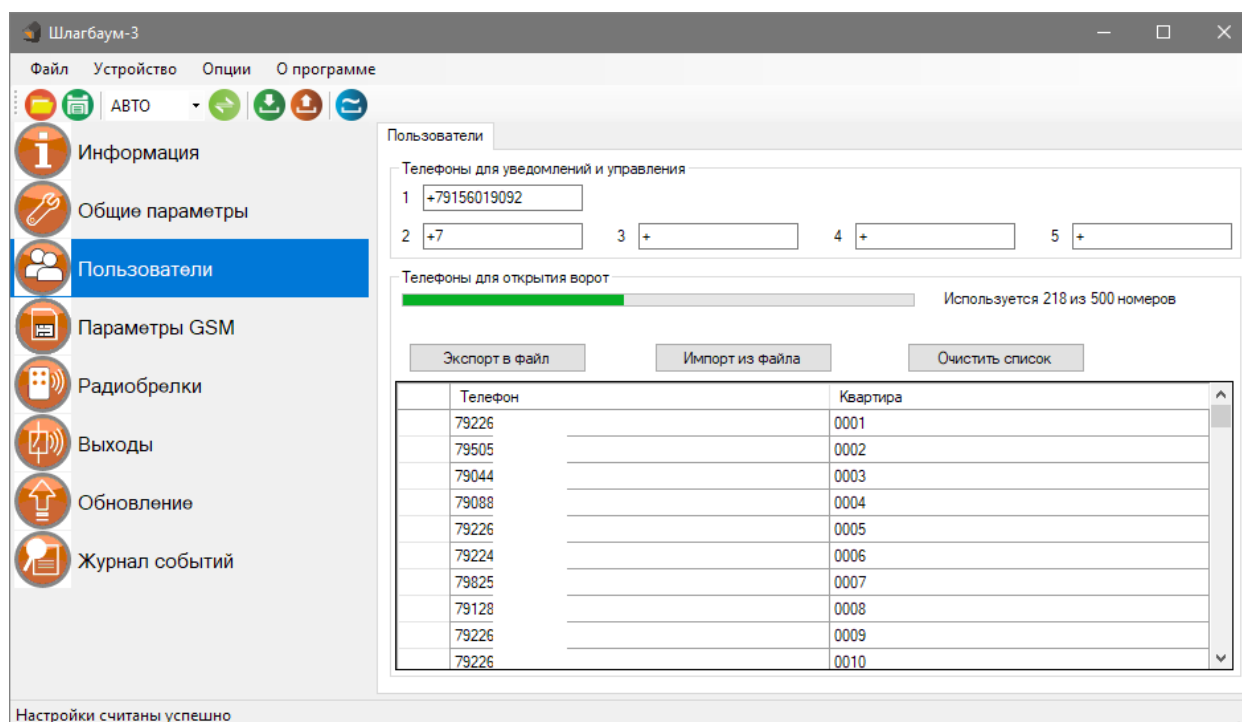 Шлагбаум-3
Файл Устройство Опции О программе
АВТО
Информация
Общие параметры
Пользователи
Параметры GSM
Радиобрелки
Выходы
Обновление
Журнал событий
Пользователи
Телефоны для уведомлений и управления
1 +79156019092
2 +7 3 + 4 + 5 +
Телефоны для открытия ворот
Используется 218 из 500 номеров
Экспорт в файл Импорт из файла Очистить список
Телефон Квартира
79226 0001
79505 0002
79044 0003
79088 0004
79226 0005
79224 0006
79825 0007
79128 0008
79226 0009
79226 0010
Настройки считаны успешно